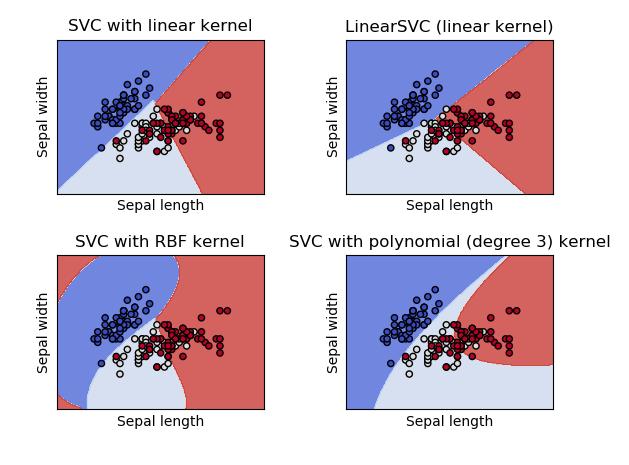 SVC with linear kernel
LinearSVC (linear kernel)
Sepal width
Sepal width
Sepal length
Sepal length
SVC with RBF kernel
SVC with polynomial (degree 3) kernel
Sepal width
Sepal width
Sepal length
Sepal length